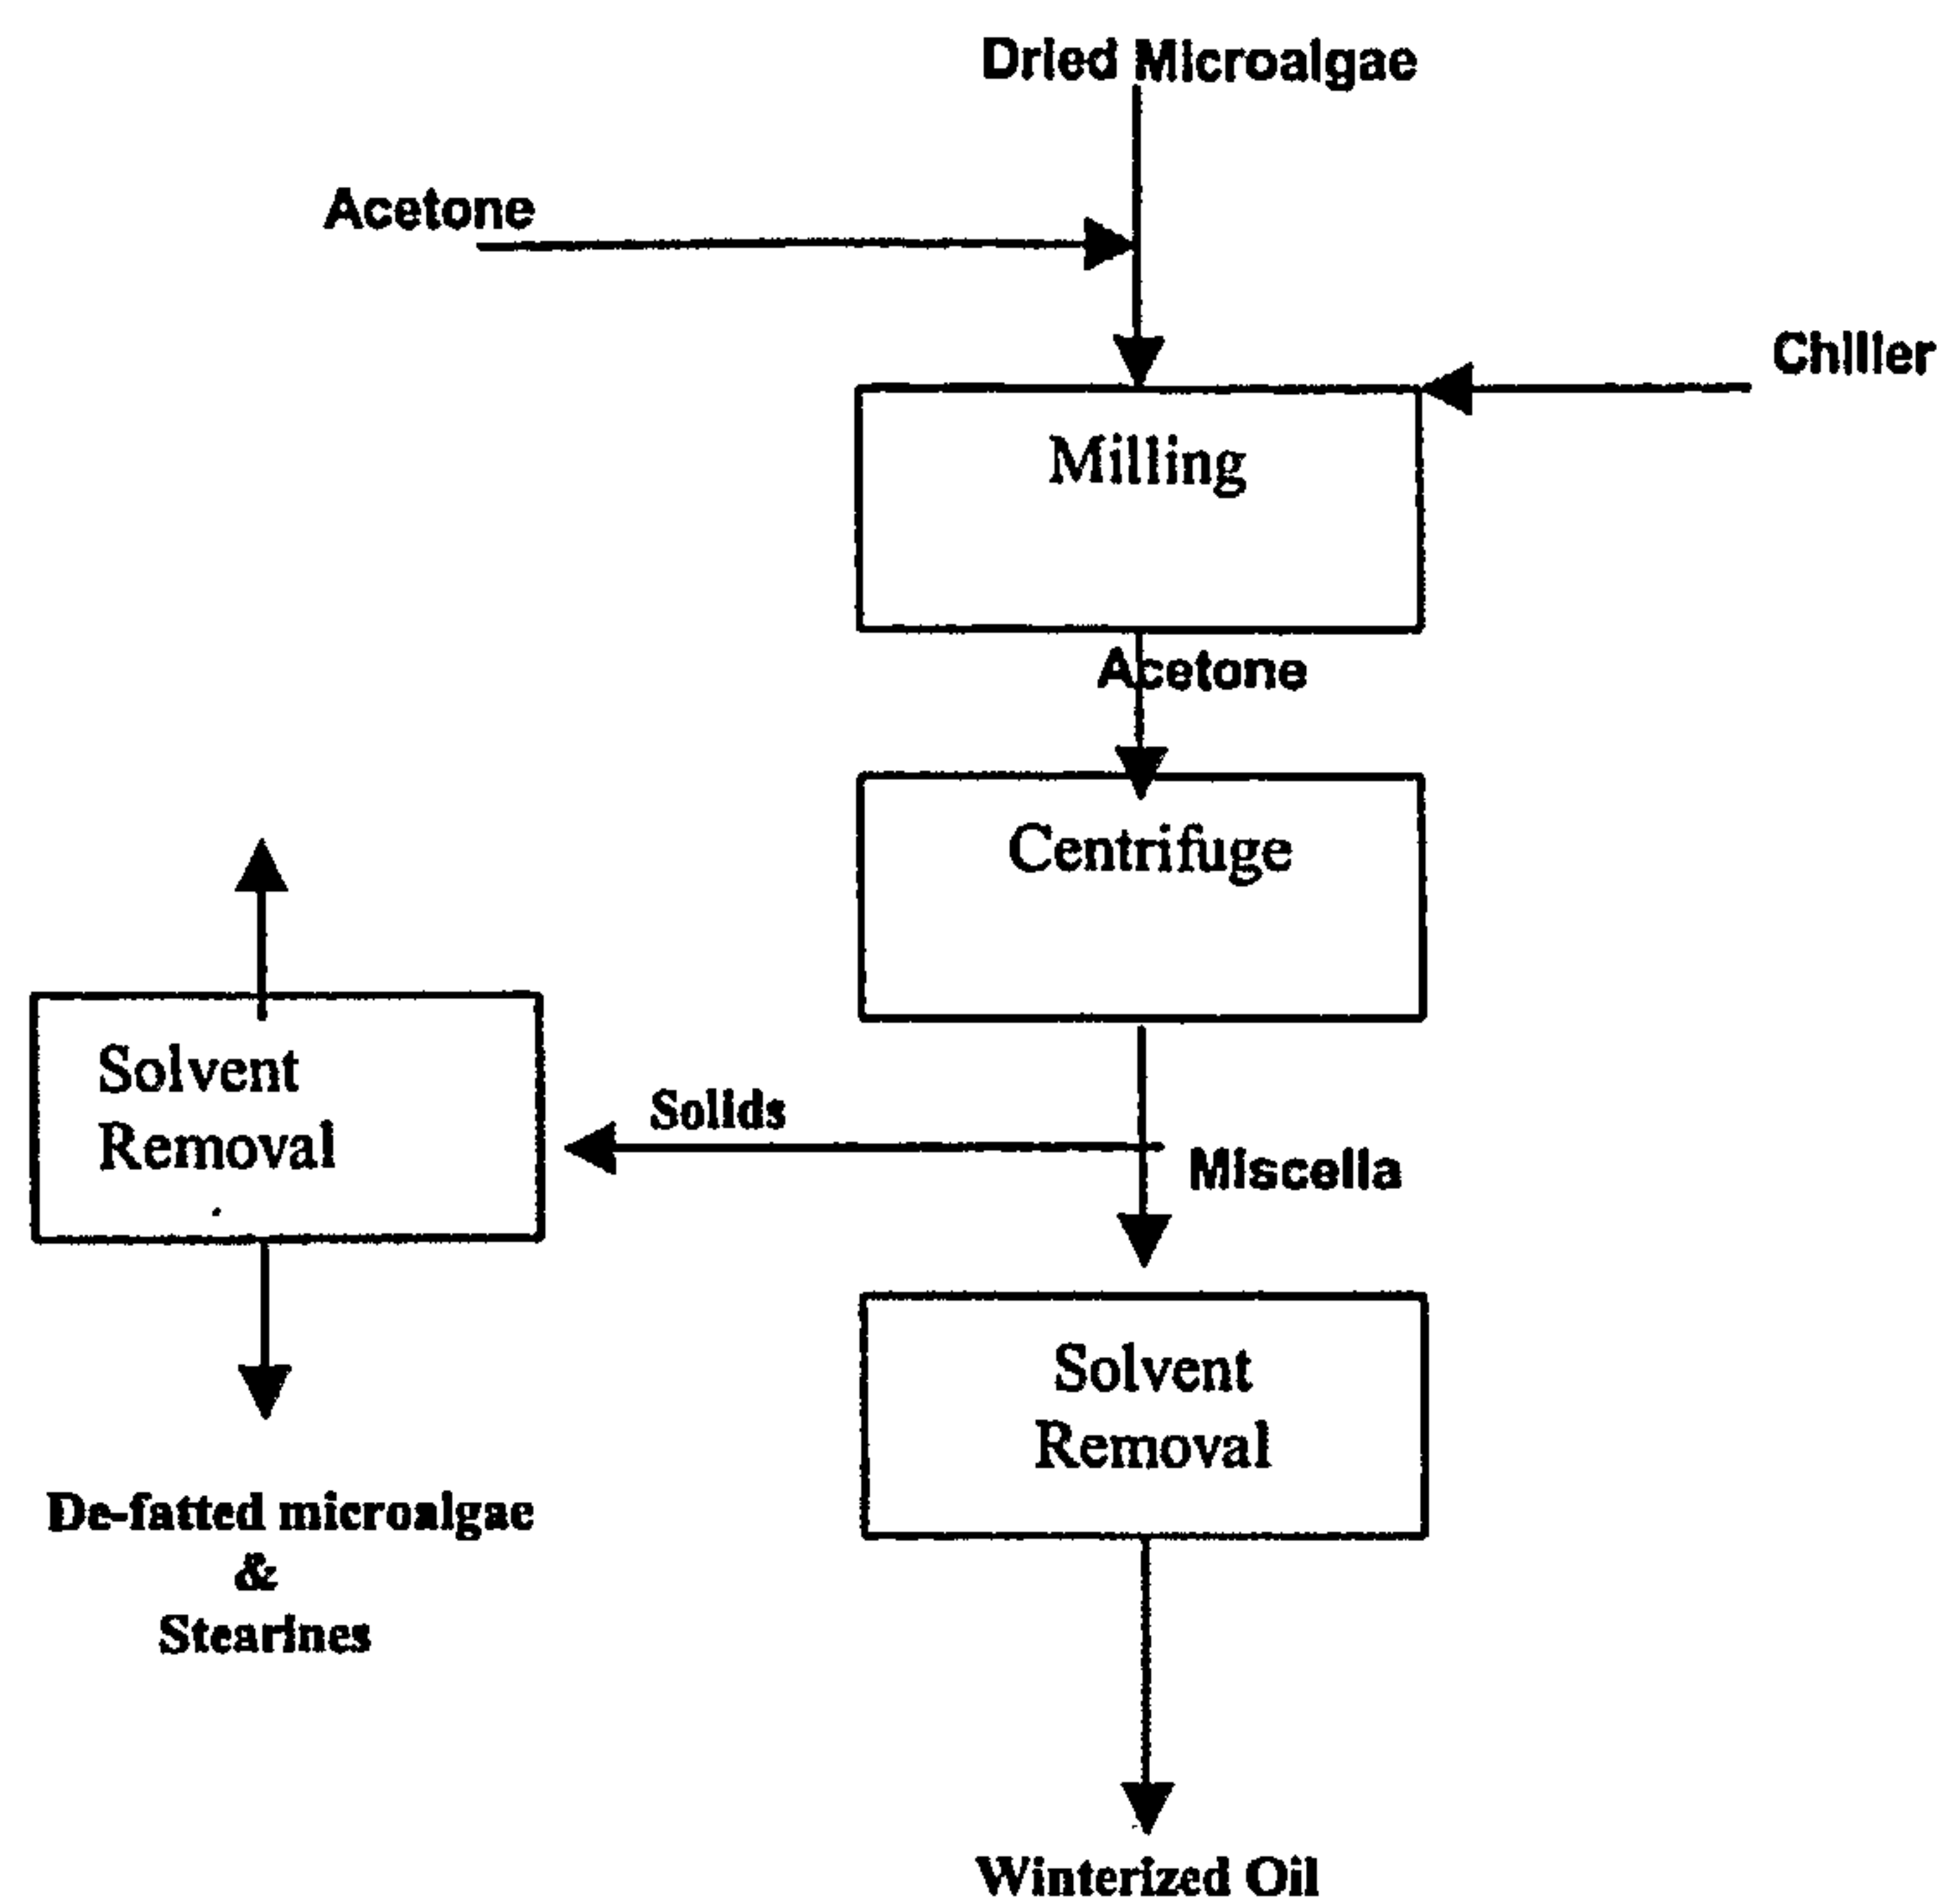 Dried Microalgae
Acetone
Chiller
Milling
Acetone
Centrifuge
Solvent
Removal
Solids
Miscella
Solvent
Removal
De-fatted microalgae
&
Stearines
Winterized Oil